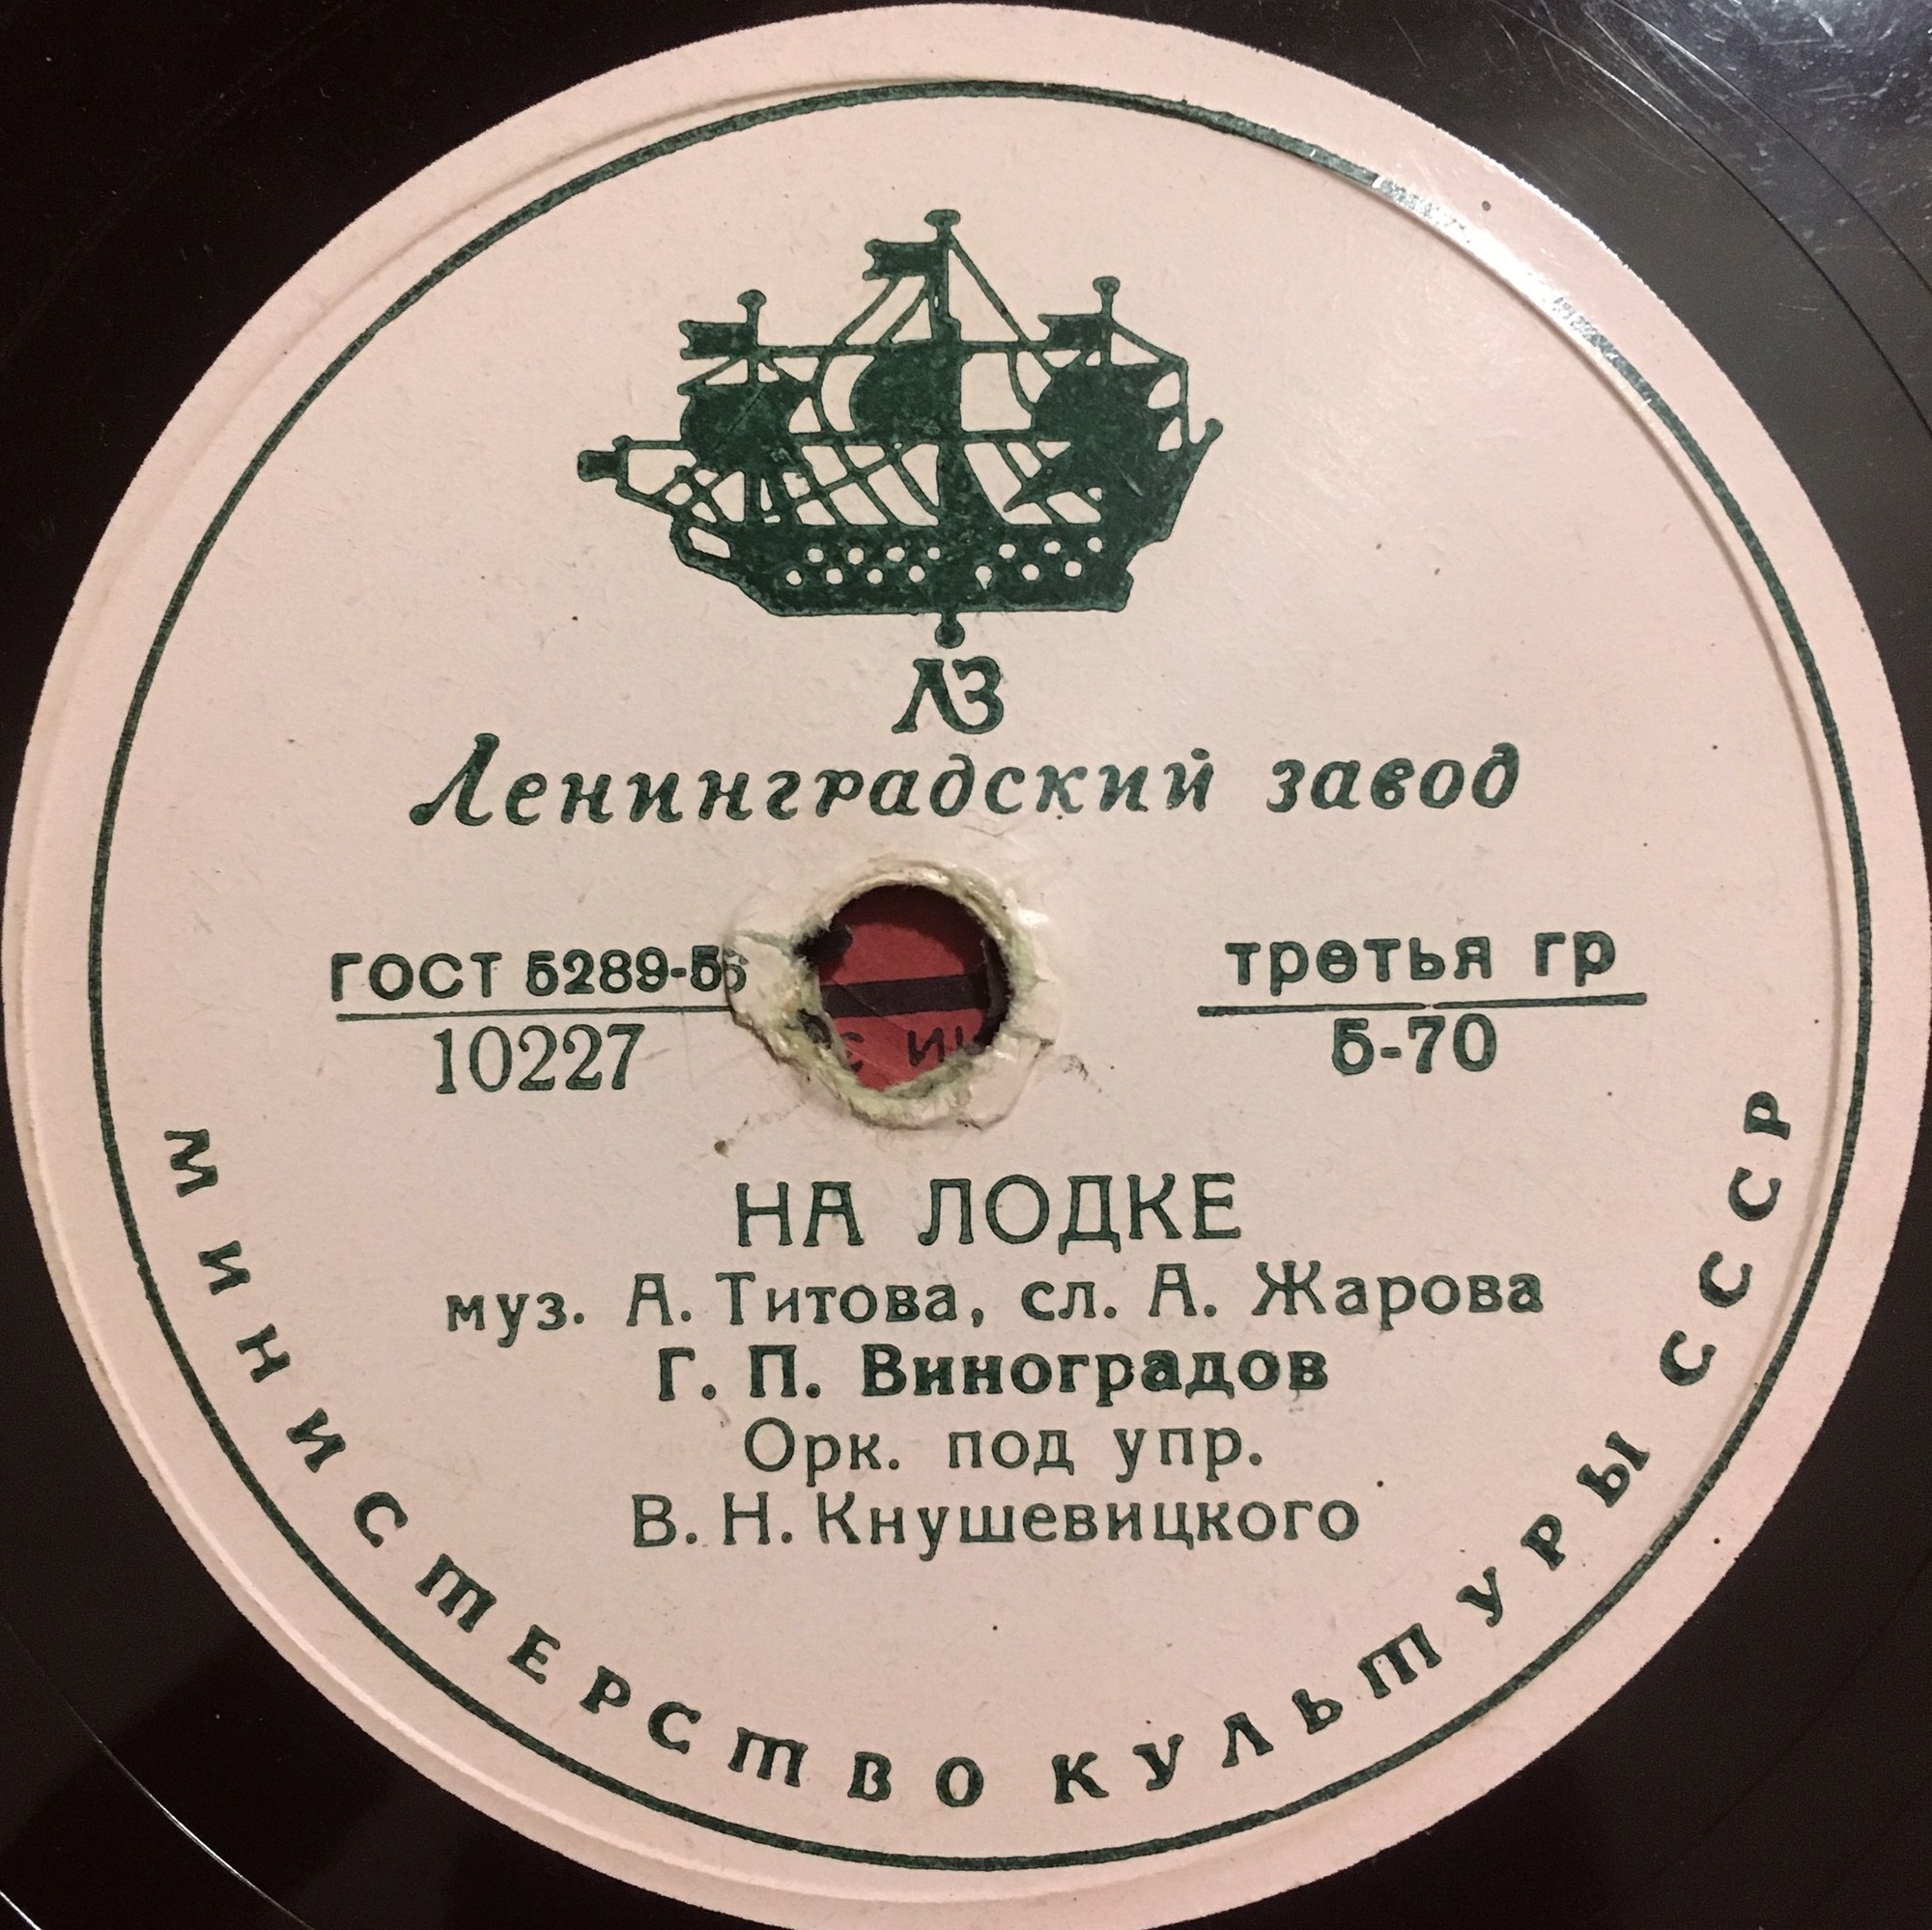 ЛЗ
Ленинградский завод
ГОСТ 5289-56
10227
третья гр
5-70
НА ЛОДКЕ
муз. А. Титова, сл. А. Жарова
Г. П. Виноградов
Орк. под упр.
В. Н. Кнушевицкого
МИНИСТЕРСТВО КУЛЬТУРЫ СССР